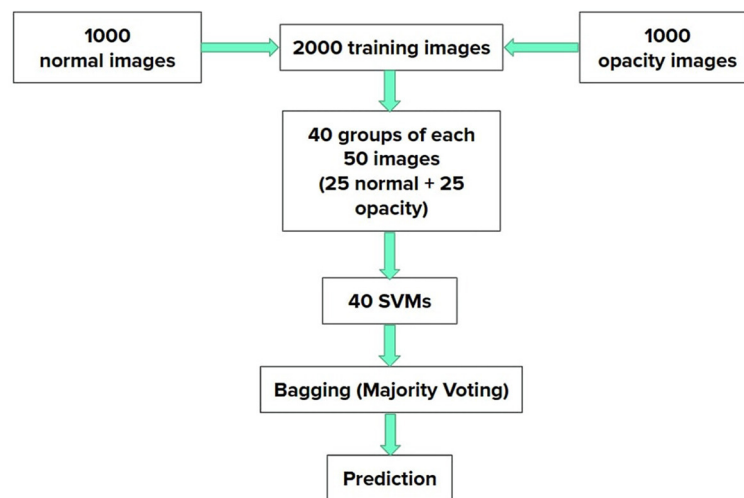 1000
normal images
2000 training images
1000
opacity images
40 groups of each
50 images
(25 normal + 25
opacity)
40 SVMs
Bagging (Majority Voting)
Prediction